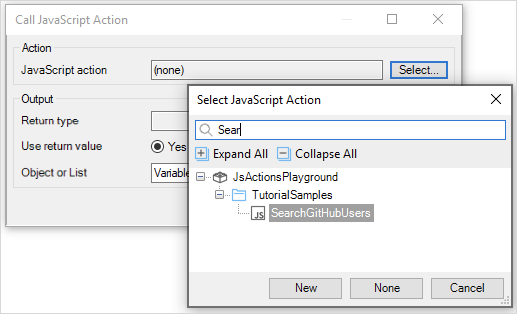 Call JavaScript Action
Action
JavaScript action
(none)
Select...
Output
Return type
Use return value
Yes
Object or List
Variable
Select JavaScript Action
Sear
Expand All
Collapse All
JsActionsPlayground
TutorialSamples
JS
SearchGitHubUsers
New
None
Cancel